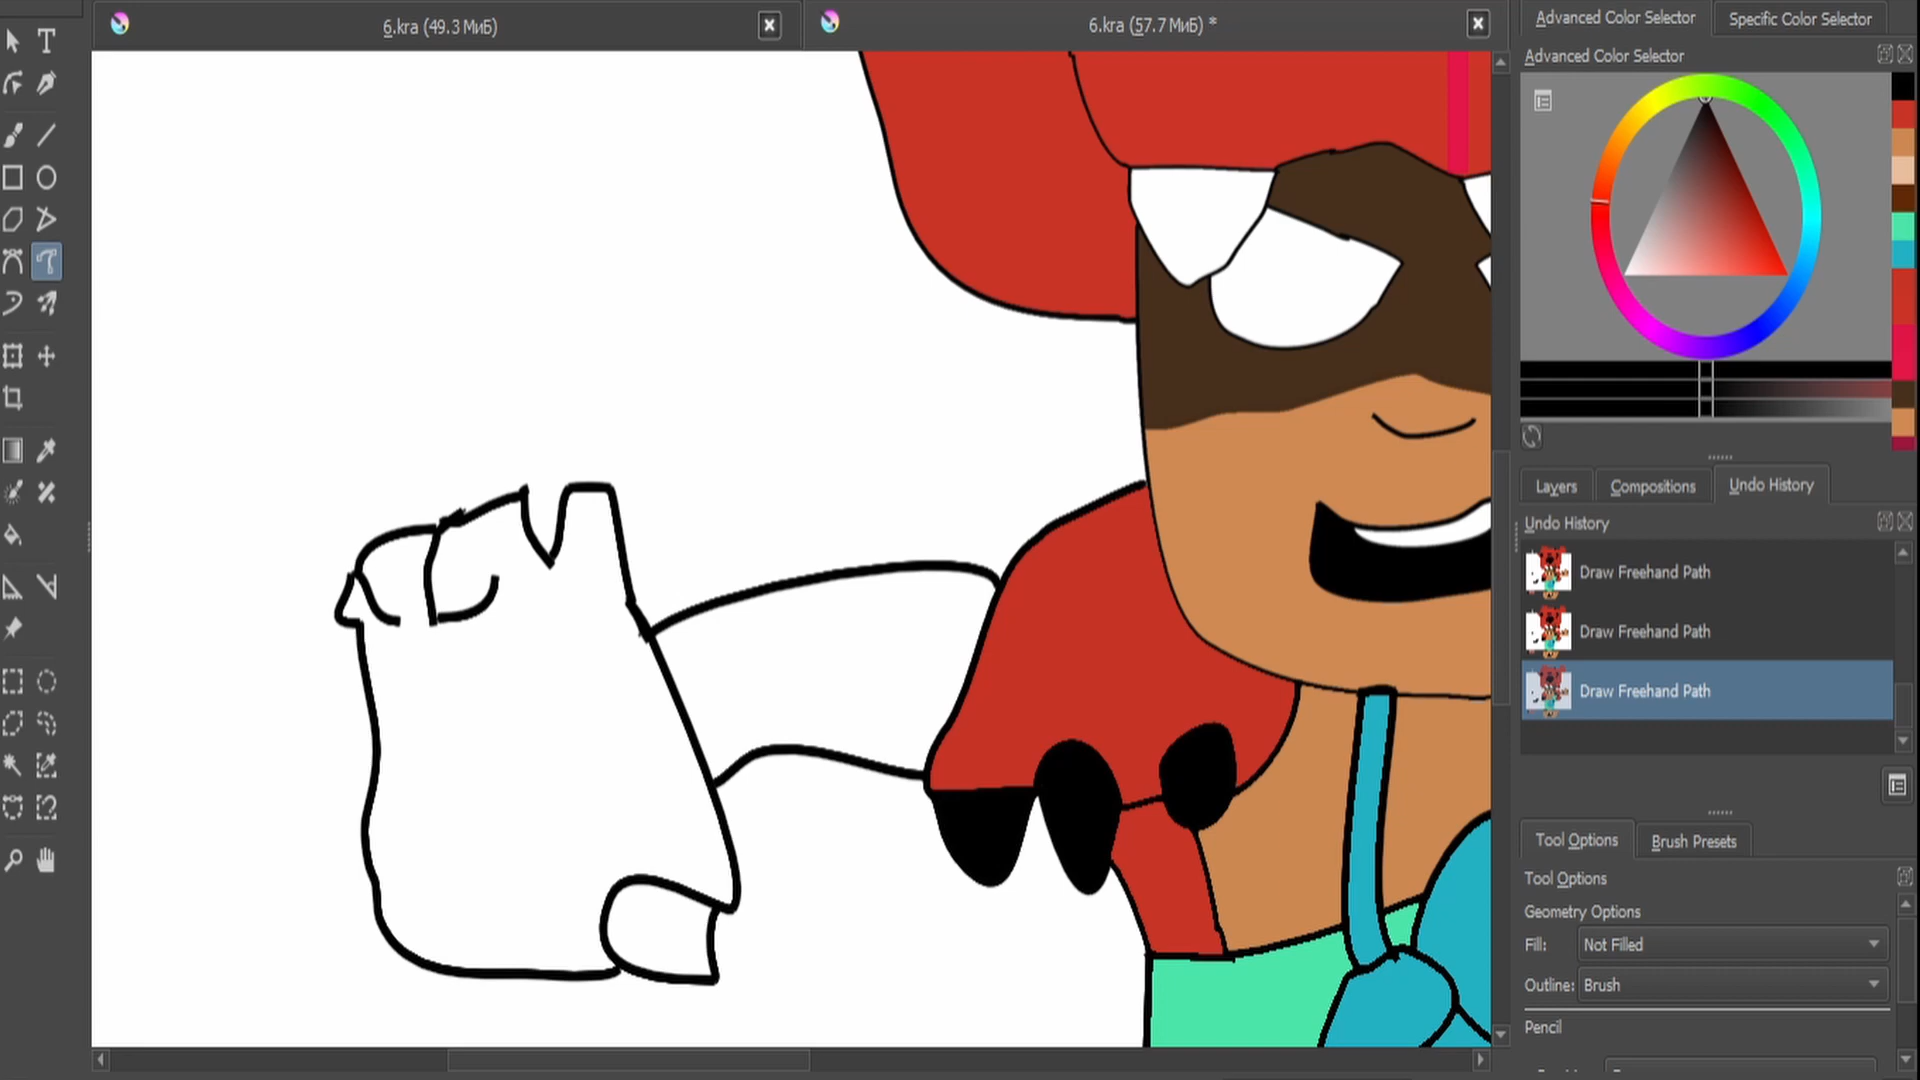 6.kra (49.3 МиБ)
6.kra (57.7 МиБ) *
Advanced Color Selector
Specific Color Selector
Advanced Color Selector
Layers
Compositions
Undo History
Undo History
Draw Freehand Path
Draw Freehand Path
Draw Freehand Path
Tool Options
Brush Presets
Tool Options
Geometry Options
Fill: Not Filled
Outline: Brush
Pencil